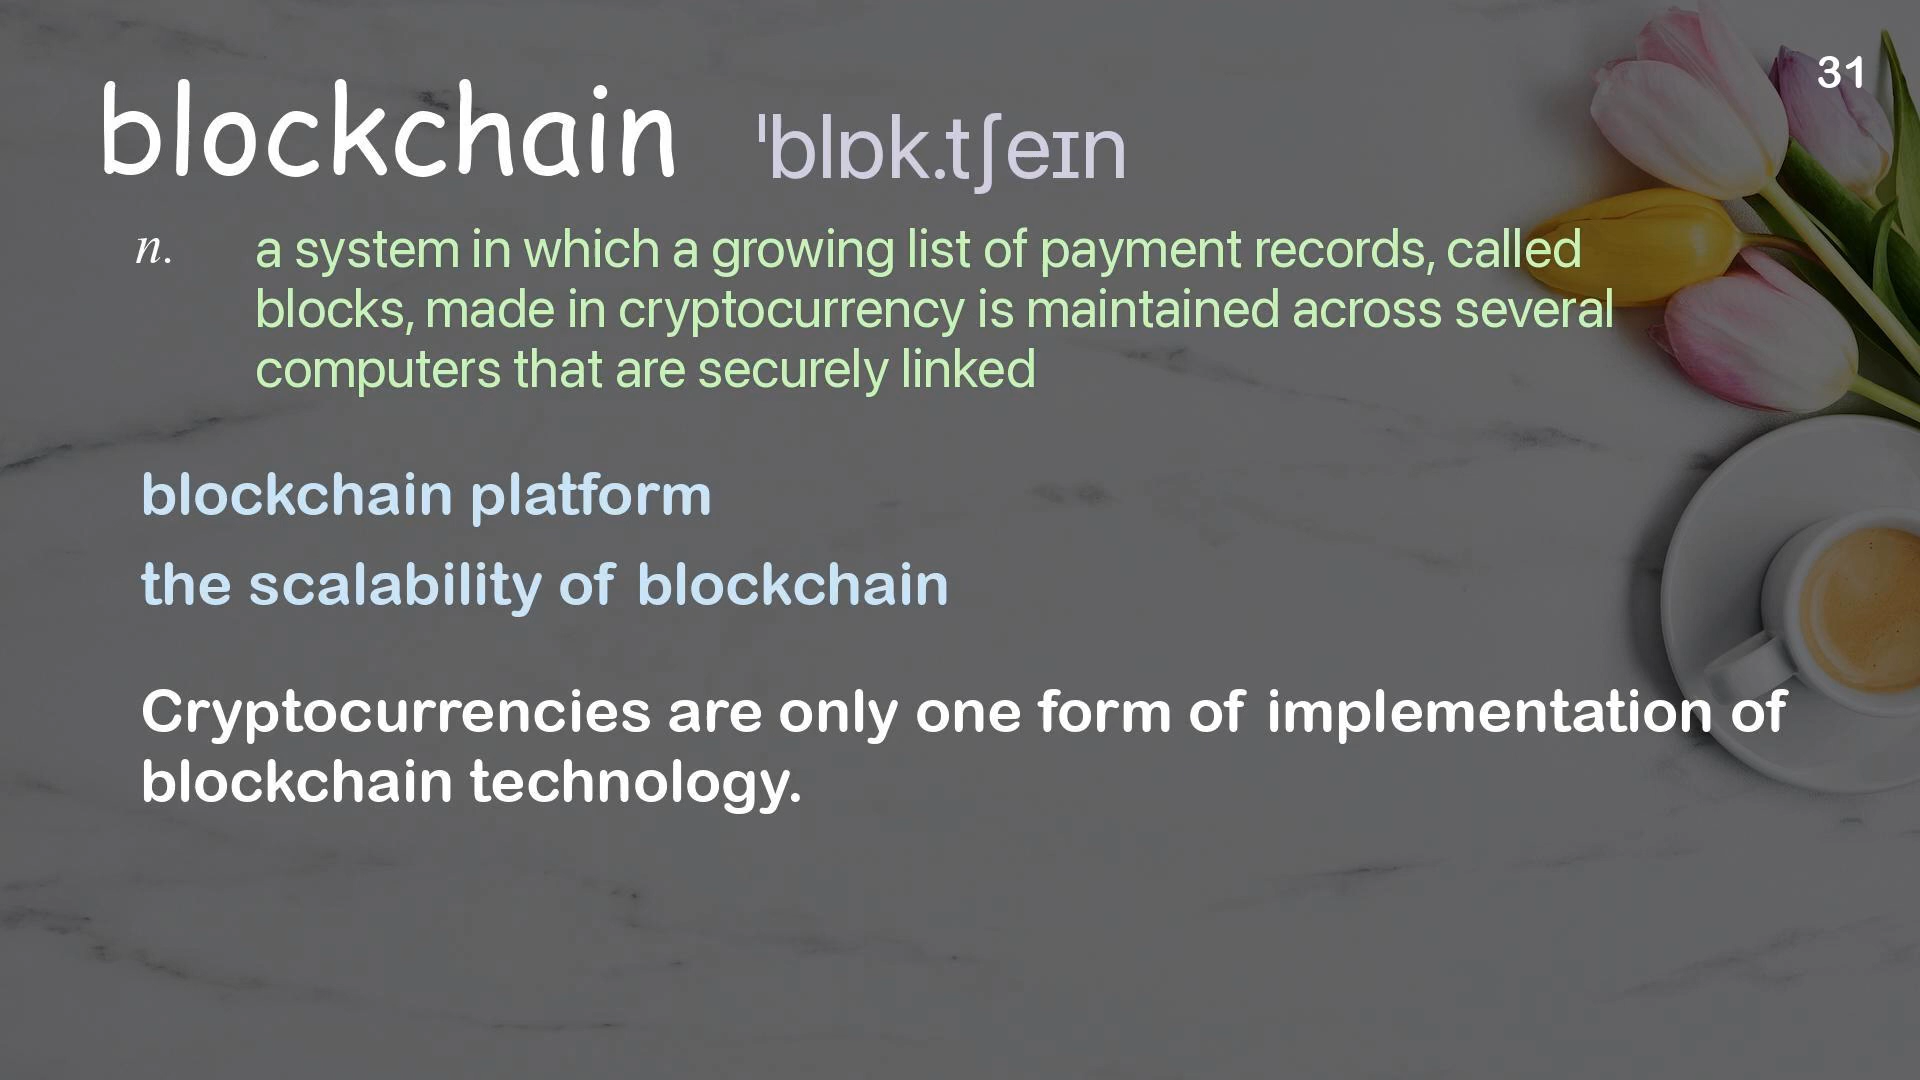 31
blockchain ˈblɒk.tʃeɪn
n. a system in which a growing list of payment records, called
blocks, made in cryptocurrency is maintained across several
computers that are securely linked
blockchain platform
the scalability of blockchain
Cryptocurrencies are only one form of implementation of
blockchain technology.